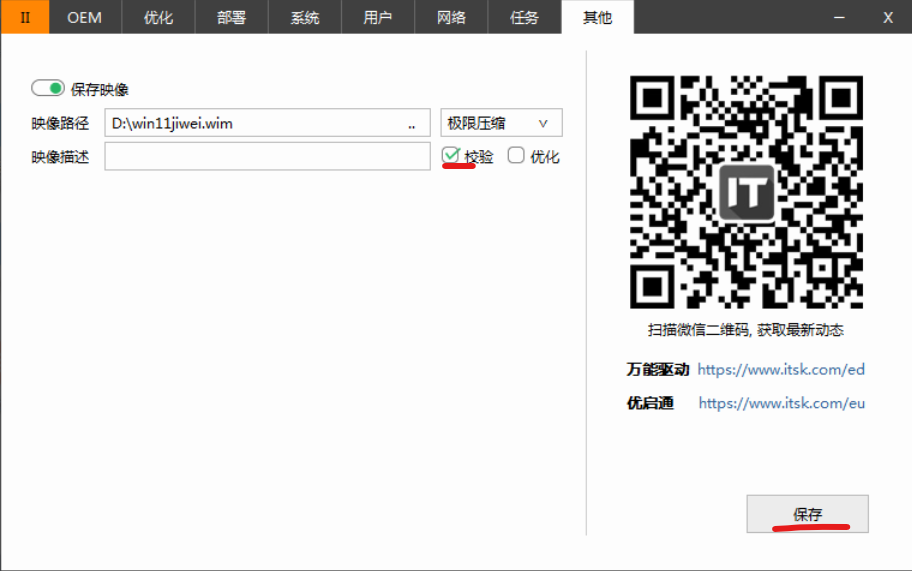 II OEM 优化 部署 系统 用户 网络 任务 其他 – X
保存映像
映像路径 D:\win11jiwei.wim .. 极限压缩 ∨
映像描述 校验 优化
IT
扫描微信二维码, 获取最新动态
万能驱动 https://www.itsk.com/ed
优启通 https://www.itsk.com/eu
保存